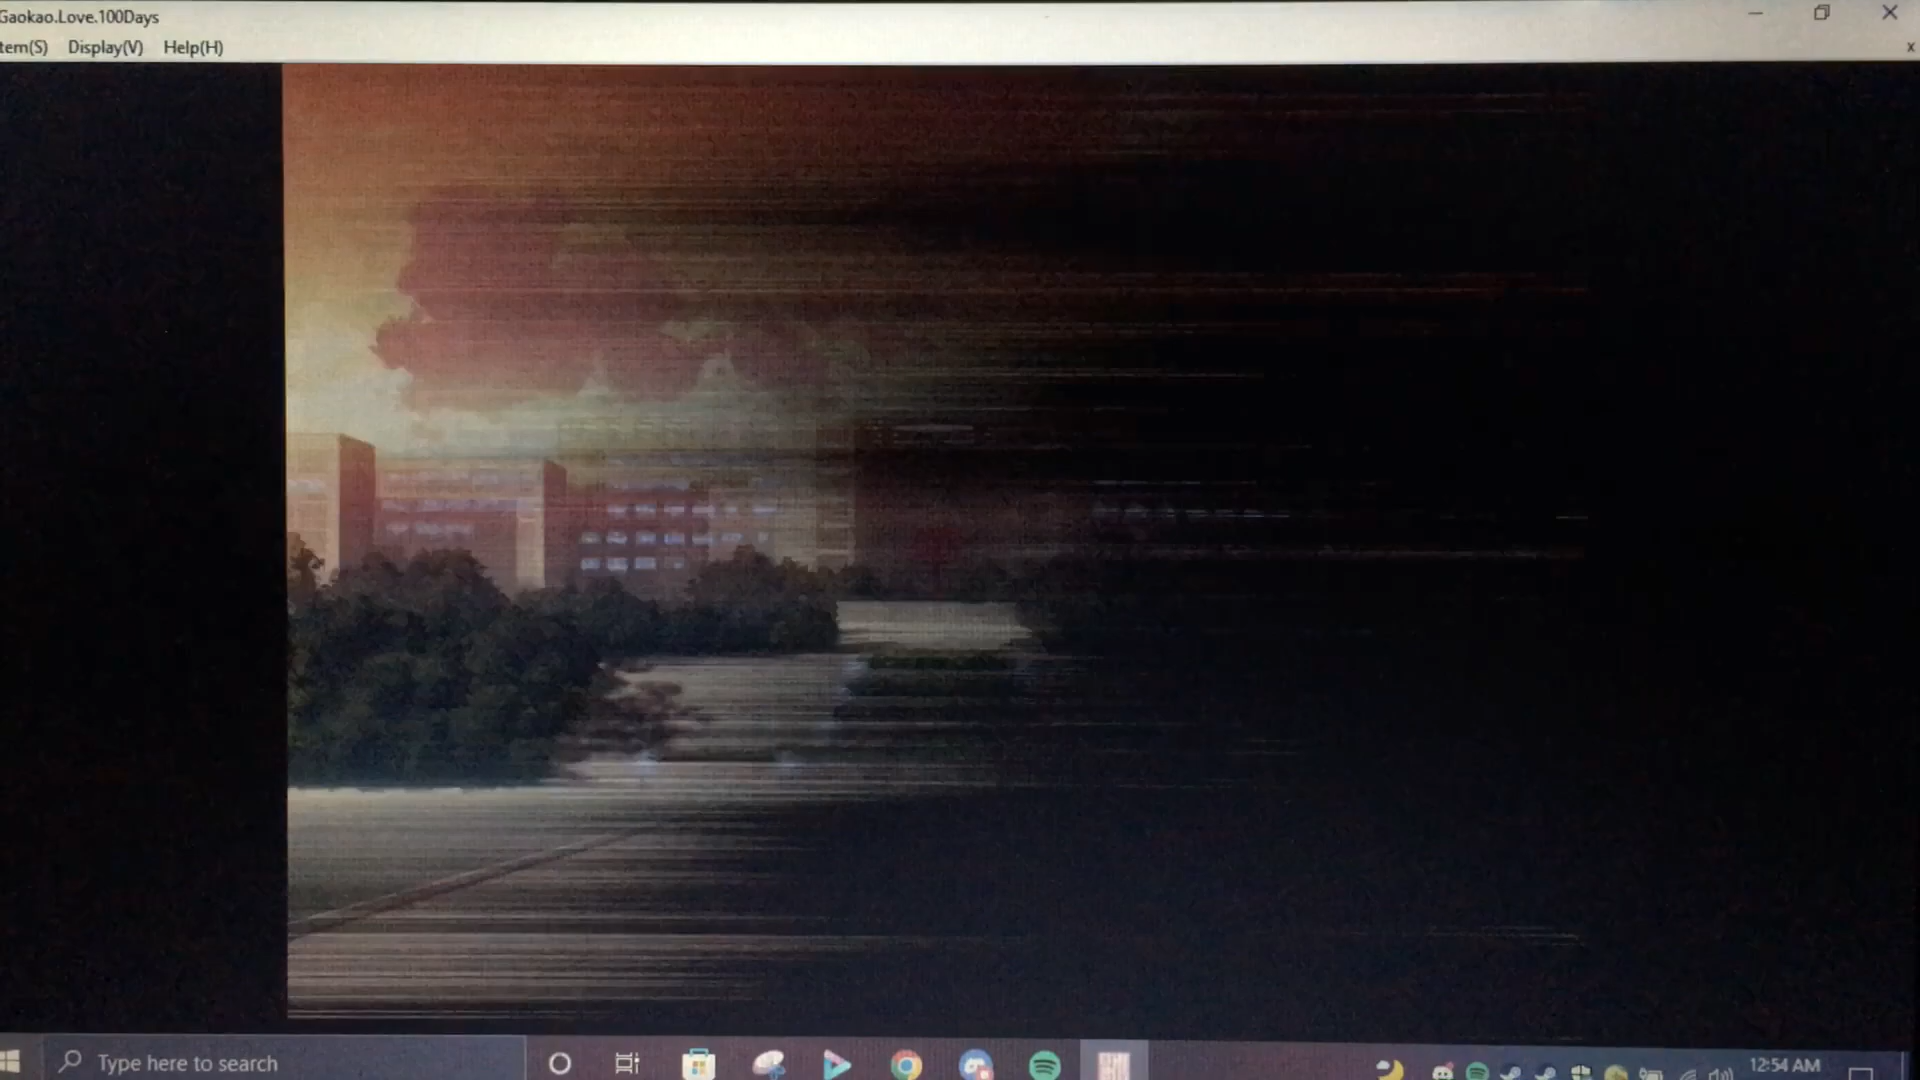 Gaokao.Love.100Days
tem(S) Display(V) Help(H)
x
Type here to search
12:54 AM